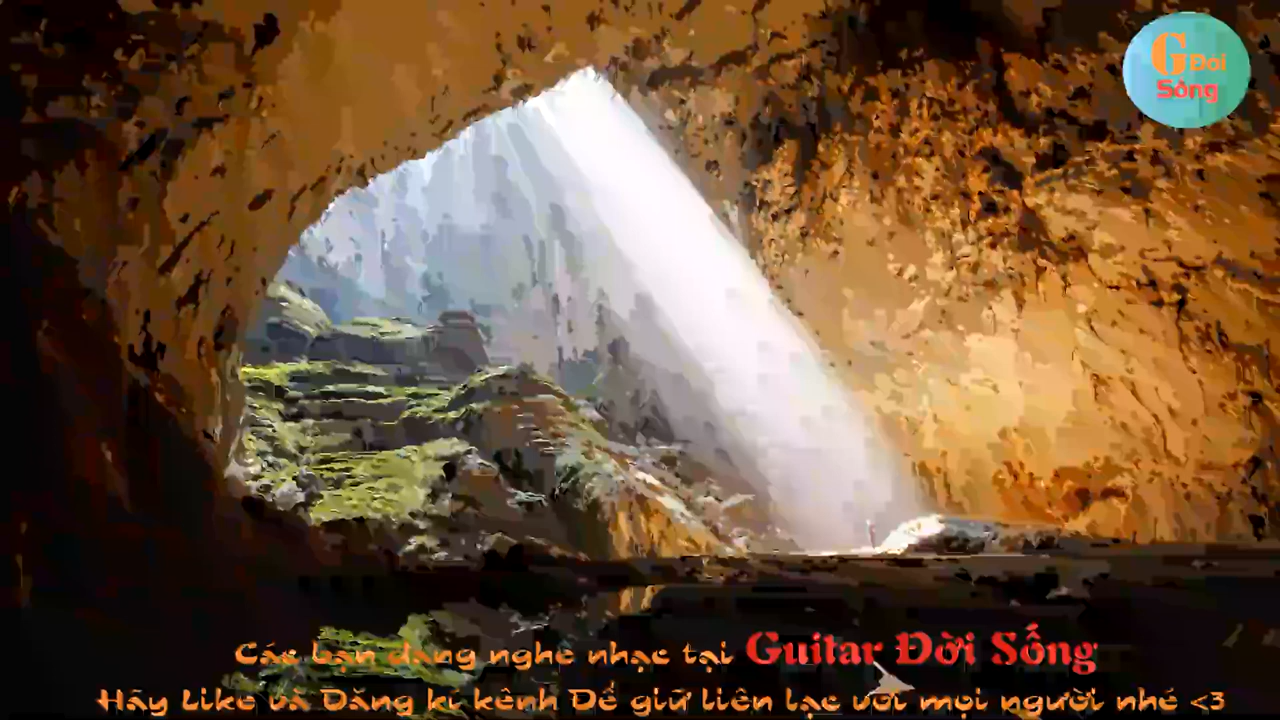 G Đời
Sống
Các bạn đang nghe nhạc tại Guitar Đời Sống
Hãy Like và Đăng kí kênh Để giữ liên lạc với mọi người nhé <3